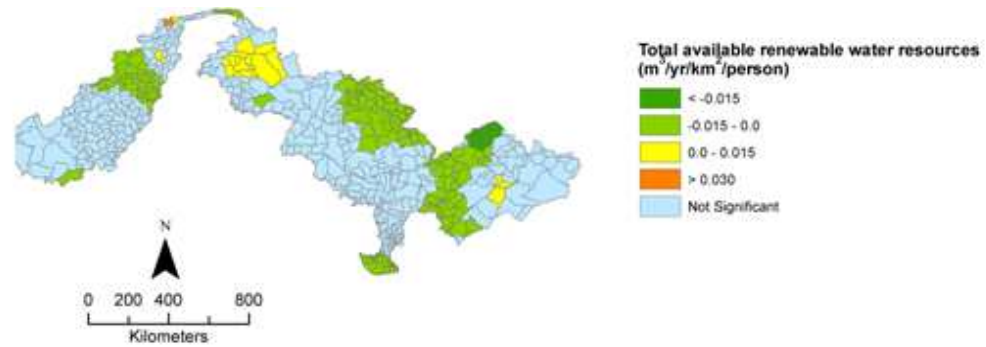 Total available renewable water resources
(m³/yr/km²/person)
< -0.015
-0.015 - 0.0
0.0 - 0.015
> 0.030
Not Significant
N
0 200 400 800
Kilometers